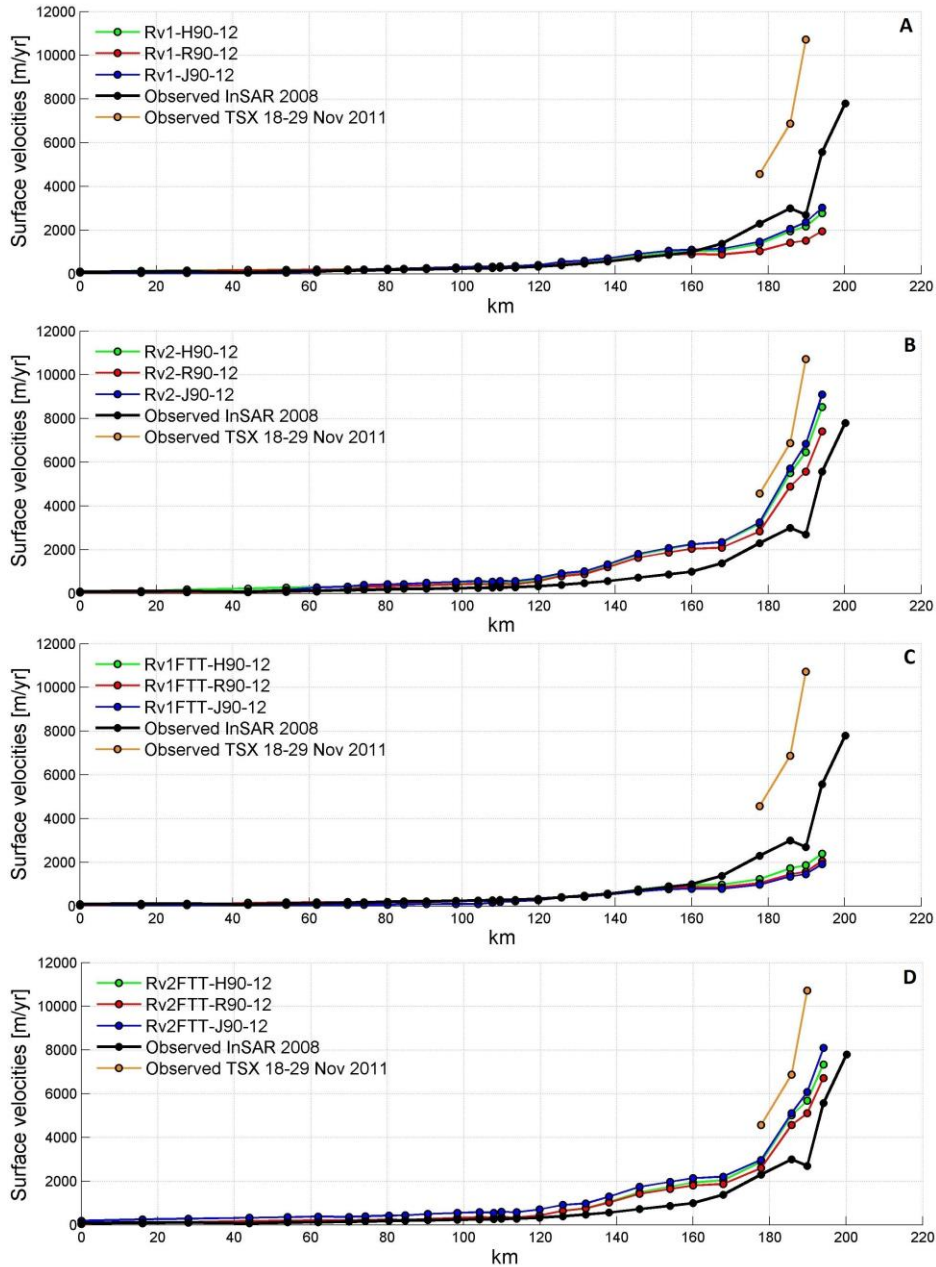 A
Rv1-H90-12
Rv1-R90-12
Rv1-J90-12
Observed InSAR 2008
Observed TSX 18-29 Nov 2011
Surface velocities [m/yr]
12000
10000
8000
6000
4000
2000
0
0 20 40 60 80 100 120 140 160 180 200 220
km
B
Rv2-H90-12
Rv2-R90-12
Rv2-J90-12
Observed InSAR 2008
Observed TSX 18-29 Nov 2011
Surface velocities [m/yr]
12000
10000
8000
6000
4000
2000
0
0 20 40 60 80 100 120 140 160 180 200 220
km
C
Rv1FTT-H90-12
Rv1FTT-R90-12
Rv1FTT-J90-12
Observed InSAR 2008
Observed TSX 18-29 Nov 2011
Surface velocities [m/yr]
12000
10000
8000
6000
4000
2000
0
0 20 40 60 80 100 120 140 160 180 200 220
km
D
Rv2FTT-H90-12
Rv2FTT-R90-12
Rv2FTT-J90-12
Observed InSAR 2008
Observed TSX 18-29 Nov 2011
Surface velocities [m/yr]
12000
10000
8000
6000
4000
2000
0
0 20 40 60 80 100 120 140 160 180 200 220
km